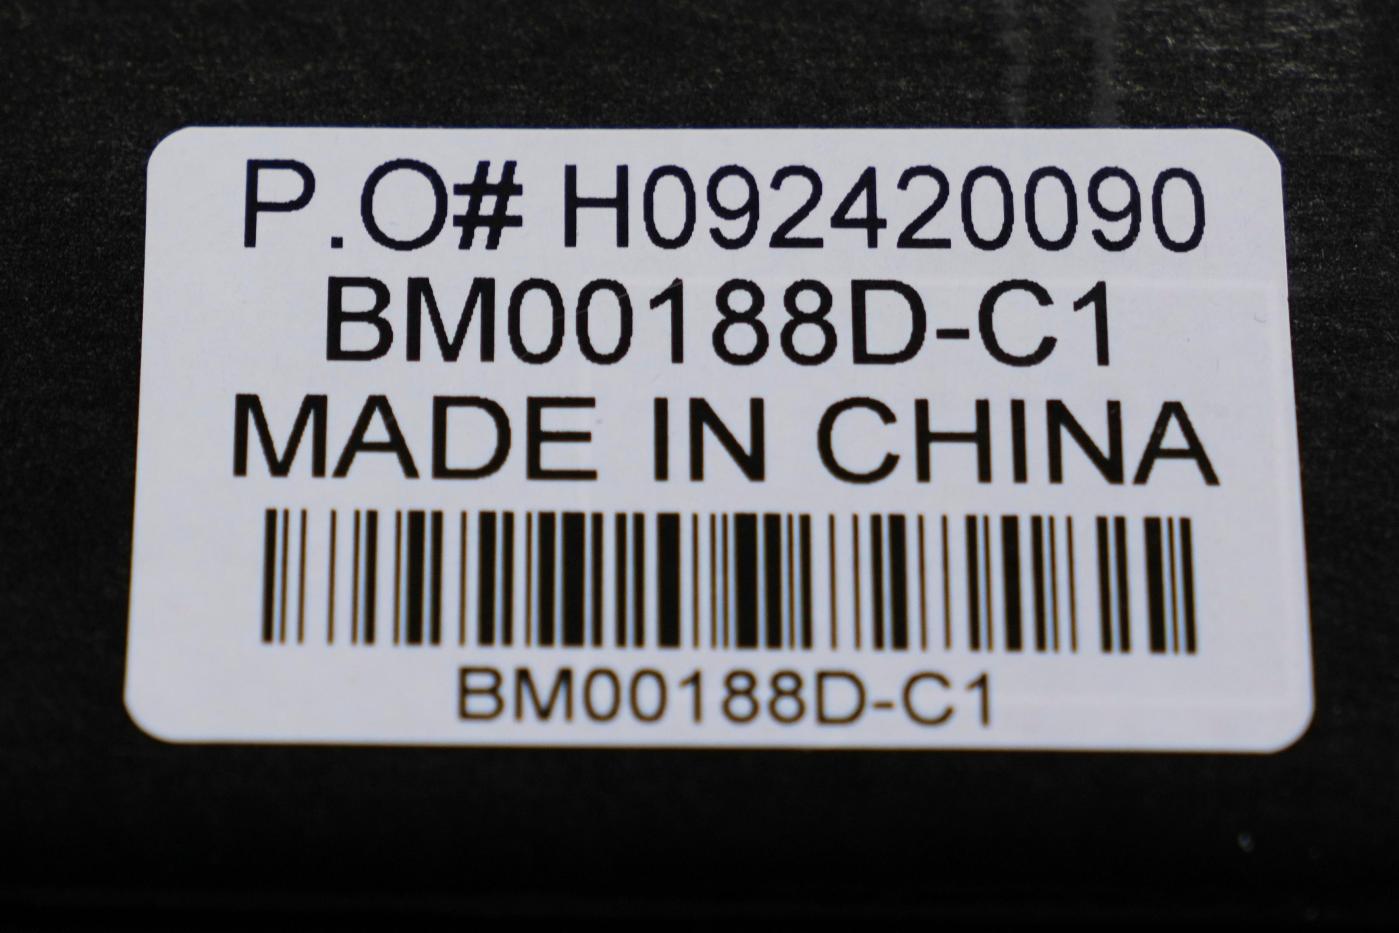 P.O# H092420090
BM00188D-C1
MADE IN CHINA
BM00188D-C1